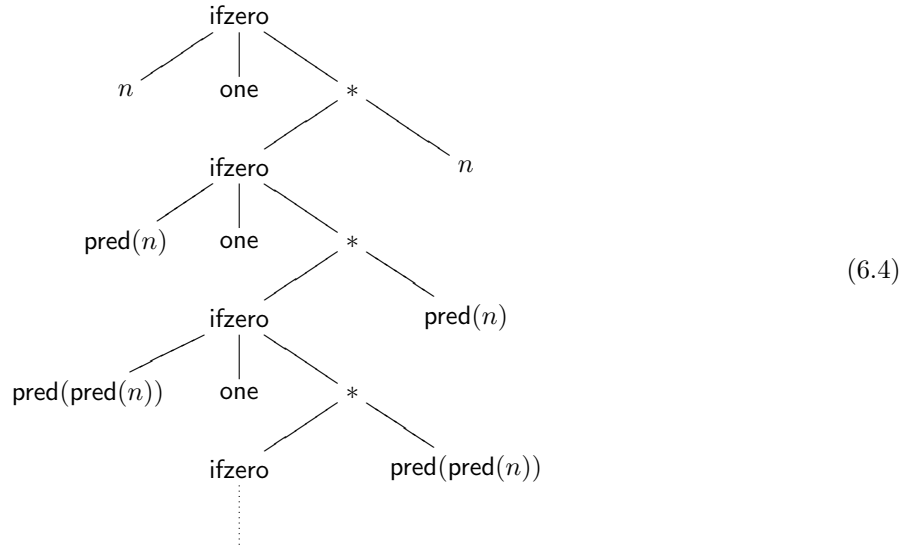 ifzero
n one *
ifzero n
pred(n) one *
(6.4)
ifzero pred(n)
pred(pred(n)) one *
ifzero pred(pred(n))